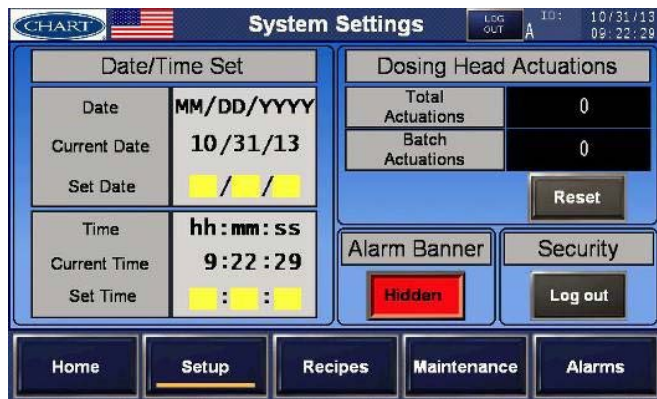 CHART
System Settings
LOG OUT
A
ID:
10/31/13
09:22:29
Date/Time Set
Date
MM/DD/YYYY
Current Date
10/31/13
Set Date
/ /
Time
hh:mm:ss
Current Time
9:22:29
Set Time
: :
Dosing Head Actuations
Total Actuations
0
Batch Actuations
0
Reset
Alarm Banner
Hidden
Security
Log out
Home
Setup
Recipes
Maintenance
Alarms